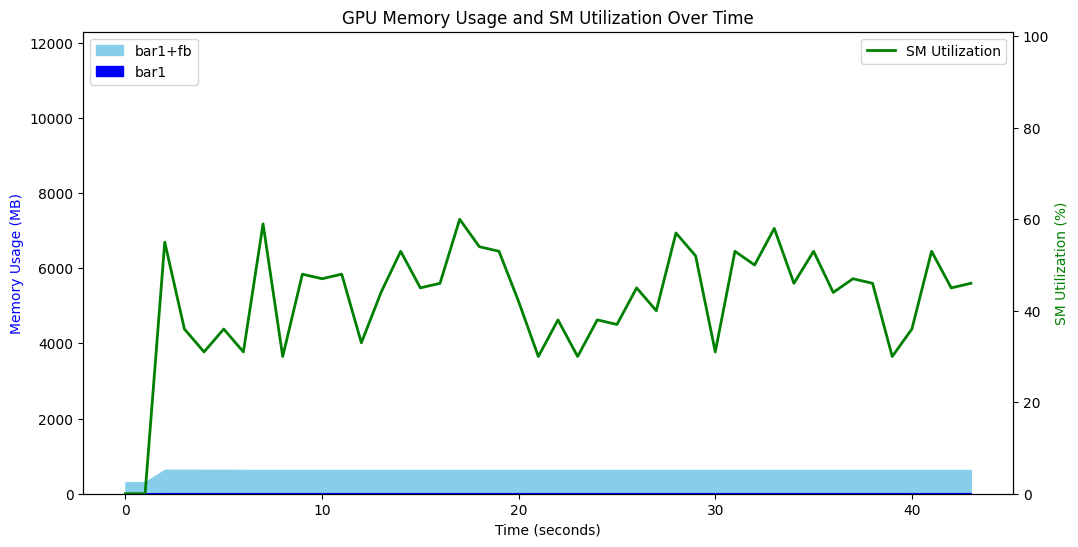 GPU Memory Usage and SM Utilization Over Time
bar1+fb
bar1
SM Utilization
Memory Usage (MB)
12000
10000
8000
6000
4000
2000
0
SM Utilization (%)
100
80
60
40
20
0
0 10 20 30 40
Time (seconds)